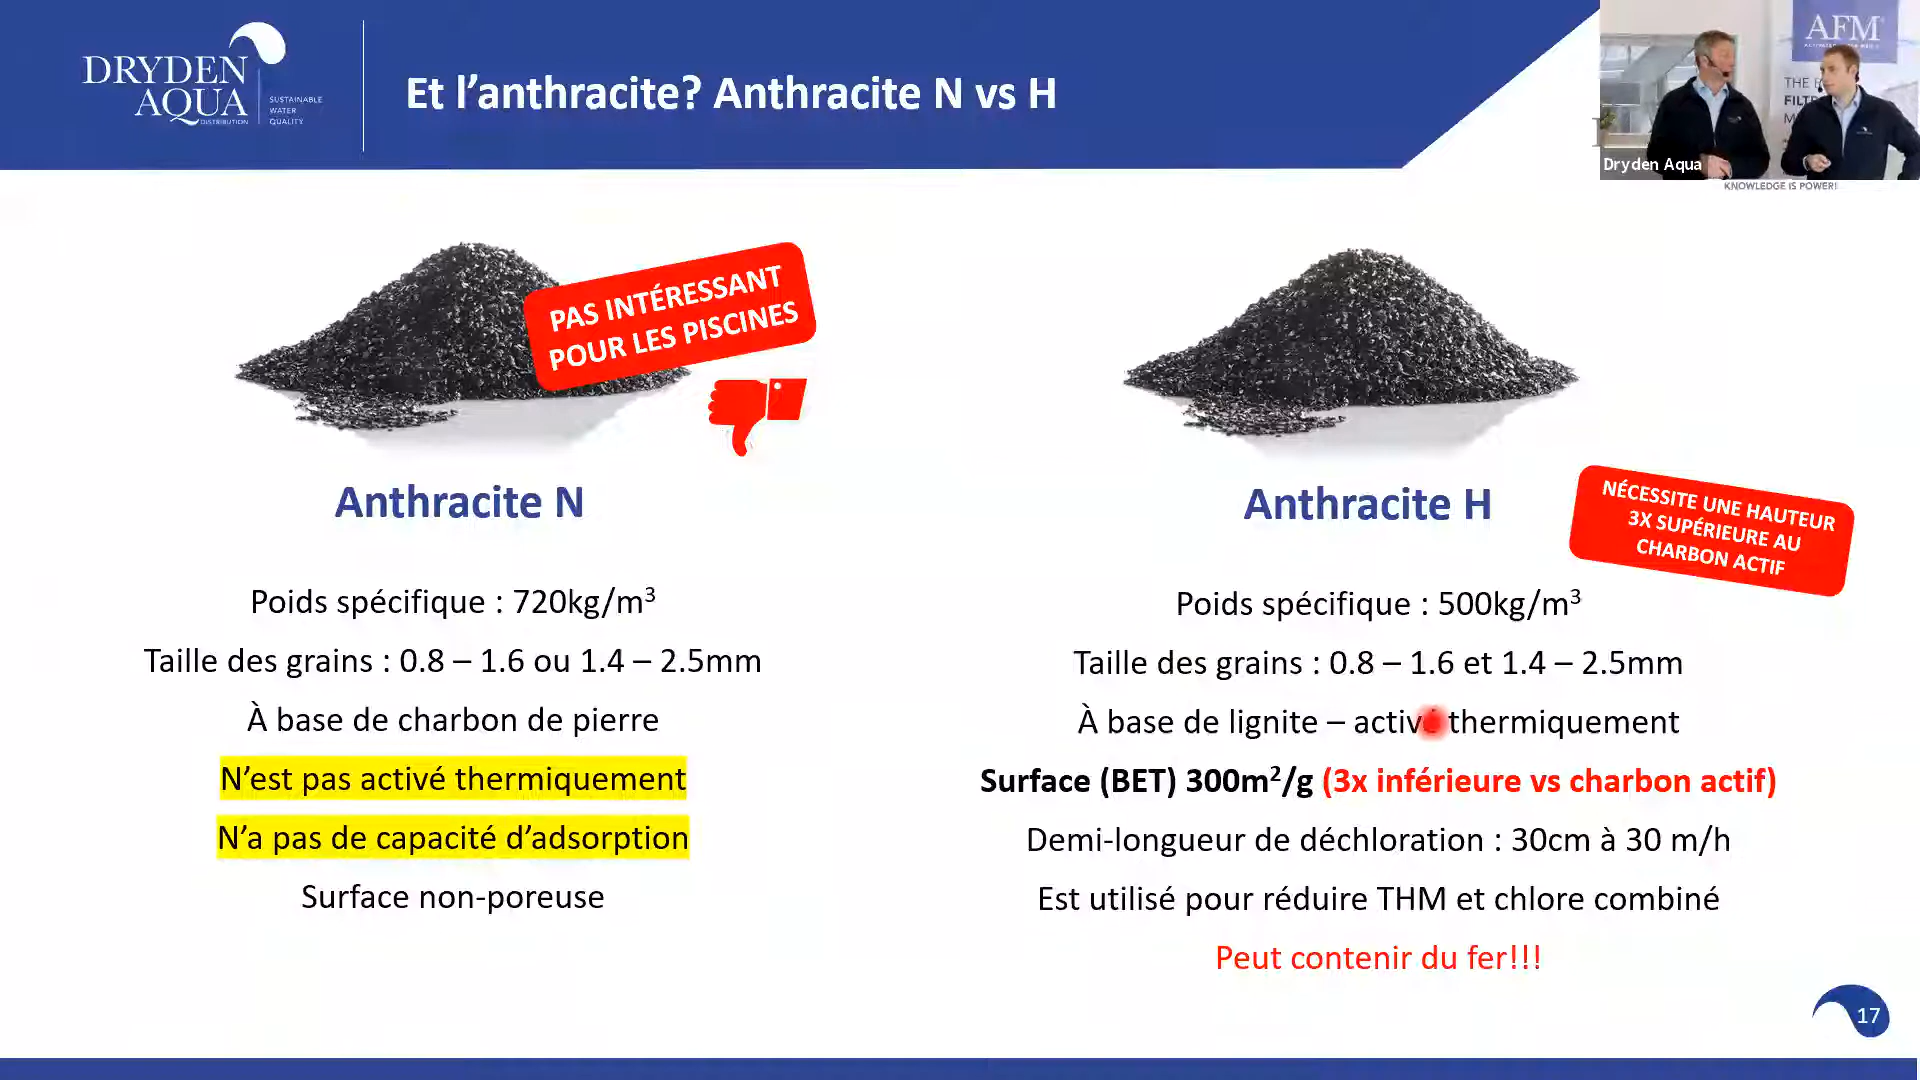 DRYDEN
AQUA
DISTRIBUTION
SUSTAINABLE
WATER
QUALITY
Et l’anthracite? Anthracite N vs H
AFM
THE B
FILT
M
Dryden Aqua
KNOWLEDGE IS POWER!
PAS INTÉRESSANT
POUR LES PISCINES
Anthracite N
Poids spécifique : 720kg/m³
Taille des grains : 0.8 – 1.6 ou 1.4 – 2.5mm
À base de charbon de pierre
N’est pas activé thermiquement
N’a pas de capacité d’adsorption
Surface non-poreuse
Anthracite H
NÉCESSITE UNE HAUTEUR
3X SUPÉRIEURE AU
CHARBON ACTIF
Poids spécifique : 500kg/m³
Taille des grains : 0.8 – 1.6 et 1.4 – 2.5mm
À base de lignite – activé thermiquement
Surface (BET) 300m²/g (3x inférieure vs charbon actif)
Demi-longueur de déchloration : 30cm à 30 m/h
Est utilisé pour réduire THM et chlore combiné
Peut contenir du fer!!!
17